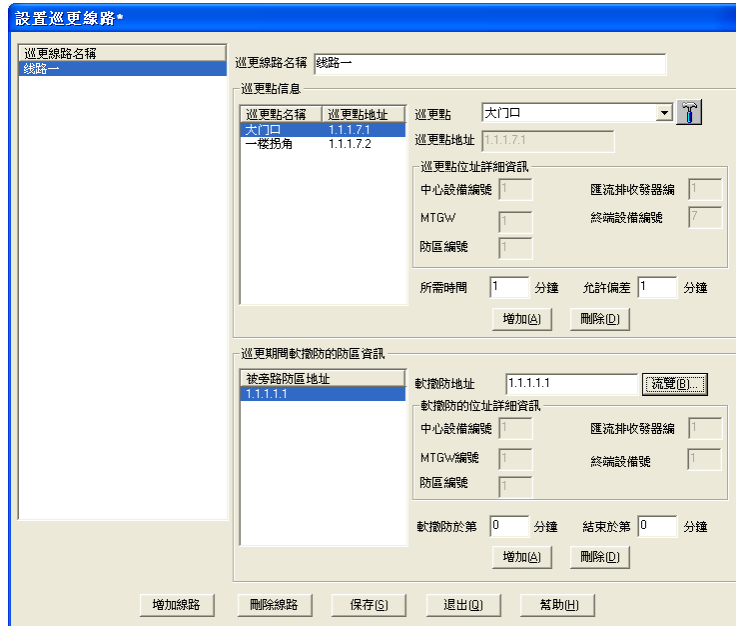 設置巡更線路*
巡更線路名稱
线路一
巡更線路名稱 线路一
巡更點信息
巡更點名稱 巡更點地址
大门口 1.1.1.7.1
一楼拐角 1.1.1.7.2
巡更點 大门口
巡更點地址 1.1.1.7.1
巡更點位址詳細資訊
中心設備編號 1 匯流排收發器編 1
MTGW 1 終端設備編號 7
防區編號 1
所需時間 1 分鐘 允許偏差 1 分鐘
增加(A) 刪除(D)
巡更期間軟撤防的防區資訊
被旁路防區地址
1.1.1.1.1
軟撤防地址 1.1.1.1.1 流覽(B)...
軟撤防的位址詳細資訊
中心設備編號 1 匯流排收發器編 1
MTGW編號 1 終端設備號 1
防區編號 1
軟撤防於第 0 分鐘 結束於第 0 分鐘
增加(A) 刪除(D)
增加線路 刪除線路 保存(S) 退出(Q) 幫助(H)